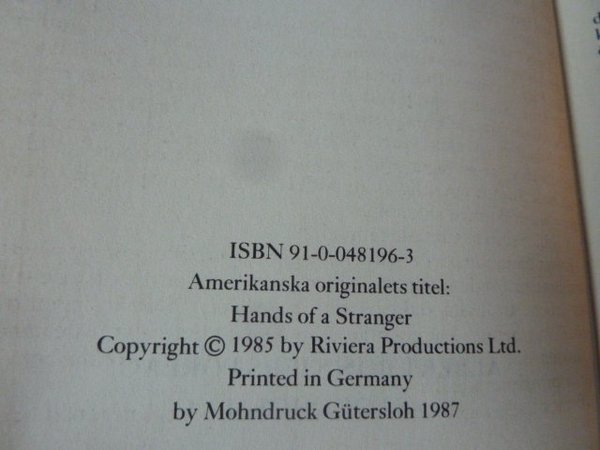 ISBN 91-0-048196-3
Amerikanska originalets titel:
Hands of a Stranger
Copyright © 1985 by Riviera Productions Ltd.
Printed in Germany
by Mohndruck Gütersloh 1987